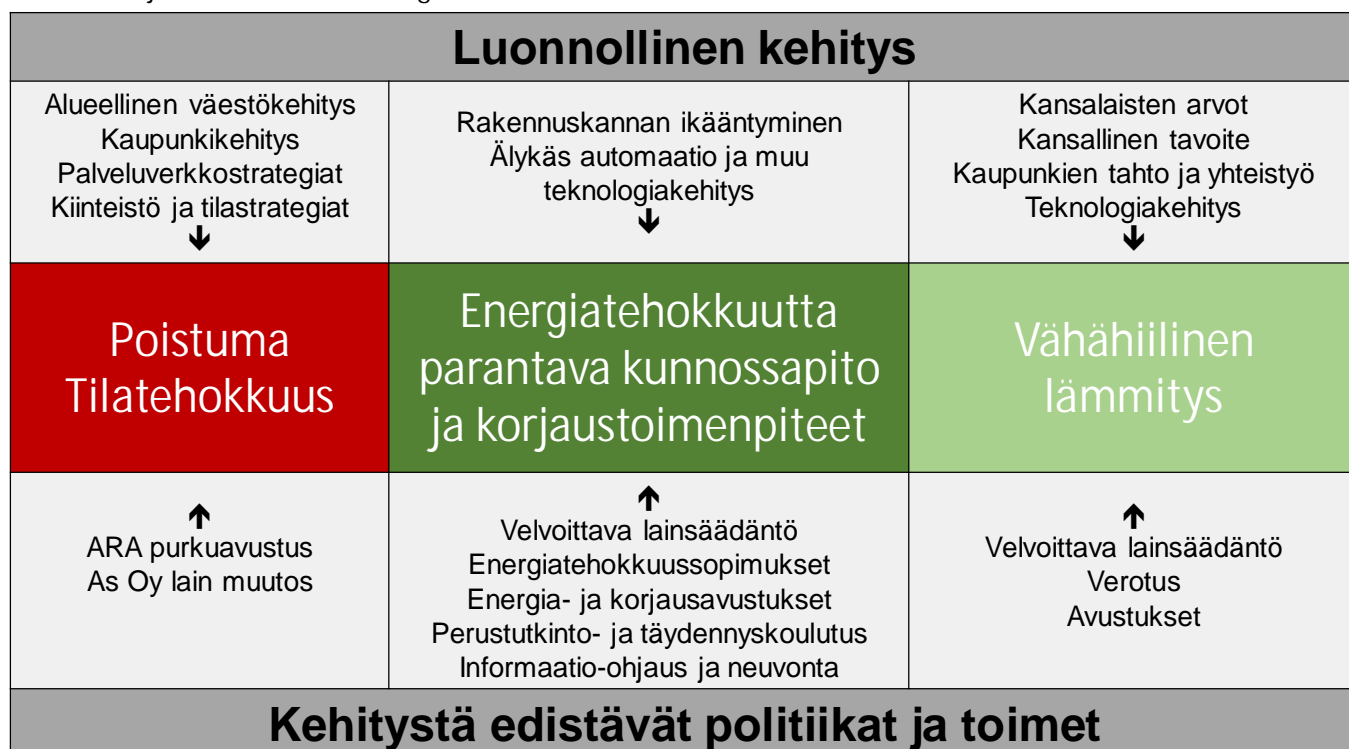 Luonnollinen kehitys
Alueellinen väestökehitys
Kaupunkikehitys
Palveluverkkostrategiat
Kiinteistö ja tilastrategiat
Rakennuskannan ikääntyminen
Älykäs automaatio ja muu
teknologiakehitys
Kansalaisten arvot
Kansallinen tavoite
Kaupunkien tahto ja yhteistyö
Teknologiakehitys
Poistuma
Tilatehokkuus
Energiatehokkuutta
parantava kunnossapito
ja korjaustoimenpiteet
Vähähiilinen
lämmitys
ARA purkuavustus
As Oy lain muutos
Velvoittava lainsäädäntö
Energiatehokkuussopimukset
Energia- ja korjausavustukset
Perustutkinto- ja täydennyskoulutus
Informaatio-ohjaus ja neuvonta
Velvoittava lainsäädäntö
Verotus
Avustukset
Kehitystä edistävät politiikat ja toimet